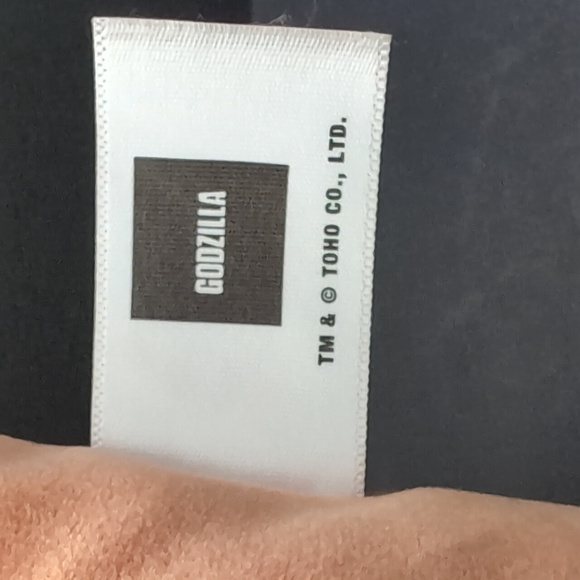 GODZILLA
TM & © TOHO CO., LTD.